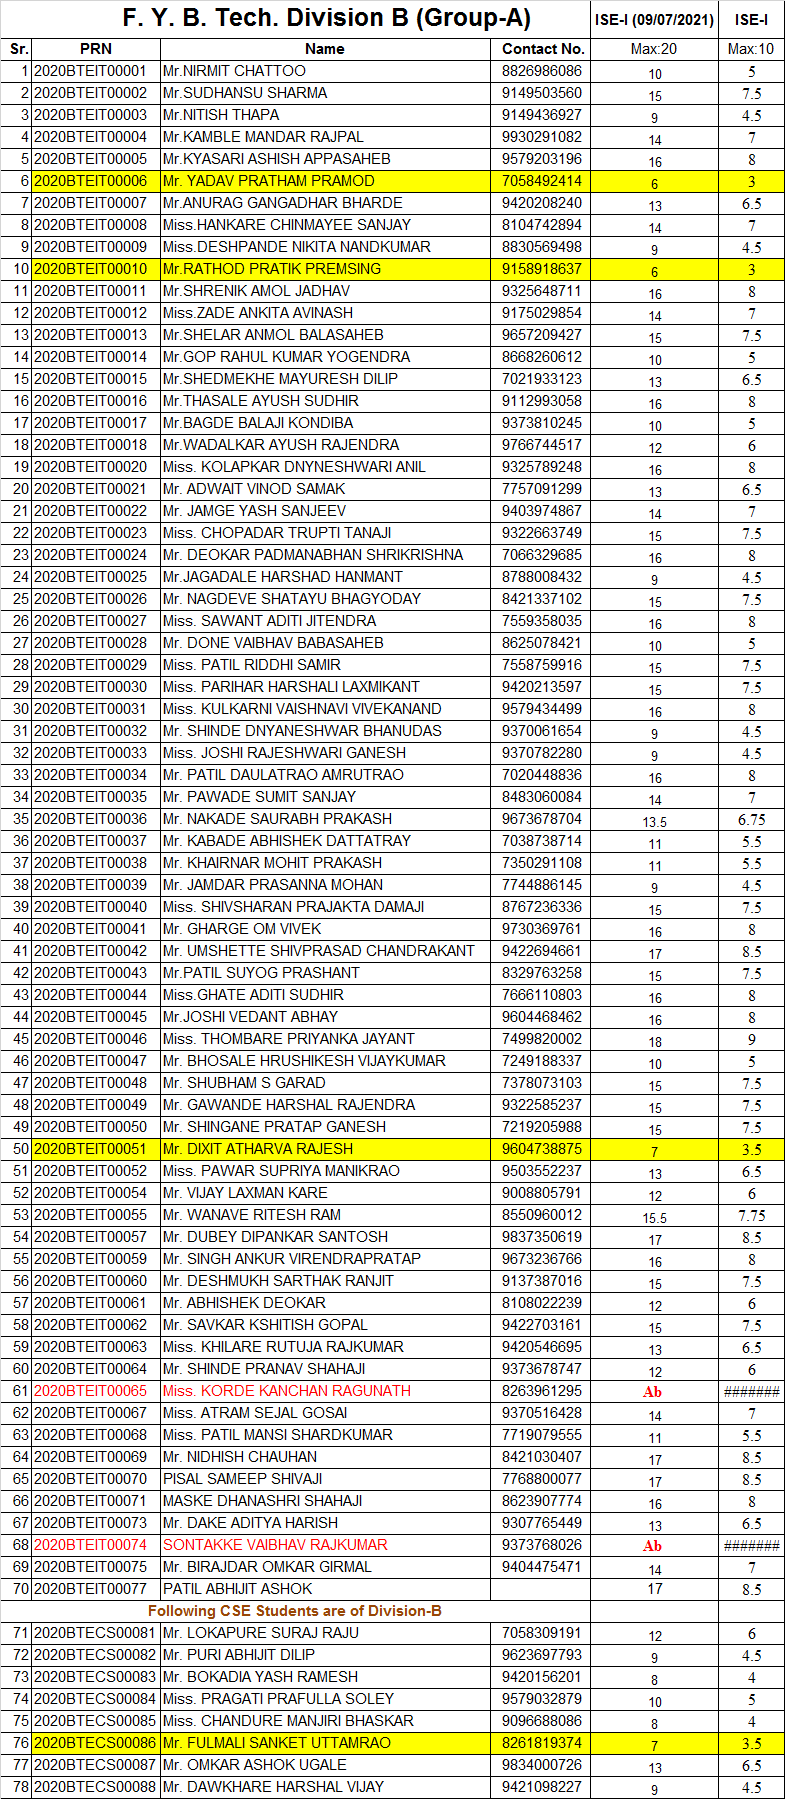 F. Y. B. Tech. Division B (Group-A) ISE-I (09/07/2021) ISE-I
Sr. PRN Name Contact No. Max:20 Max:10
1 2020BTEIT00001 Mr.NIRMIT CHATTOO 8826986086 10 5
2 2020BTEIT00002 Mr.SUDHANSU SHARMA 9149503560 15 7.5
3 2020BTEIT00003 Mr.NITISH THAPA 9149436927 9 4.5
4 2020BTEIT00004 Mr.KAMBLE MANDAR RAJPAL 9930291082 14 7
5 2020BTEIT00005 Mr.KYASARI ASHISH APPASAHEB 9579203196 16 8
6 2020BTEIT00006 Mr. YADAV PRATHAM PRAMOD 7058492414 6 3
7 2020BTEIT00007 Mr.ANURAG GANGADHAR BHARDE 9420208240 13 6.5
8 2020BTEIT00008 Miss.HANKARE CHINMAYEE SANJAY 8104742894 14 7
9 2020BTEIT00009 Miss.DESHPANDE NIKITA NANDKUMAR 8830569498 9 4.5
10 2020BTEIT00010 Mr.RATHOD PRATIK PREMSING 9158918637 6 3
11 2020BTEIT00011 Mr.SHRENIK AMOL JADHAV 9325648711 16 8
12 2020BTEIT00012 Miss.ZADE ANKITA AVINASH 9175029854 14 7
13 2020BTEIT00013 Mr.SHELAR ANMOL BALASAHEB 9657209427 15 7.5
14 2020BTEIT00014 Mr.GOP RAHUL KUMAR YOGENDRA 8668260612 10 5
15 2020BTEIT00015 Mr.SHEDMEKHE MAYURESH DILIP 7021933123 13 6.5
16 2020BTEIT00016 Mr.THASALE AYUSH SUDHIR 9112993058 16 8
17 2020BTEIT00017 Mr.BAGDE BALAJI KONDIBA 9373810245 10 5
18 2020BTEIT00018 Mr.WADALKAR AYUSH RAJENDRA 9766744517 12 6
19 2020BTEIT00020 Miss. KOLAPKAR DNYNESHWARI ANIL 9325789248 16 8
20 2020BTEIT00021 Mr. ADWAIT VINOD SAMAK 7757091299 13 6.5
21 2020BTEIT00022 Mr. JAMGE YASH SANJEEV 9403974867 14 7
22 2020BTEIT00023 Miss. CHOPADAR TRUPTI TANAJI 9322663749 15 7.5
23 2020BTEIT00024 Mr. DEOKAR PADMANABHAN SHRIKRISHNA 7066329685 16 8
24 2020BTEIT00025 Mr.JAGADALE HARSHAD HANMANT 8788008432 9 4.5
25 2020BTEIT00026 Mr. NAGDEVE SHATAYU BHAGYODAY 8421337102 15 7.5
26 2020BTEIT00027 Miss. SAWANT ADITI JITENDRA 7559358035 16 8
27 2020BTEIT00028 Mr. DONE VAIBHAV BABASAHEB 8625078421 10 5
28 2020BTEIT00029 Miss. PATIL RIDDHI SAMIR 7558759916 15 7.5
29 2020BTEIT00030 Miss. PARIHAR HARSHALI LAXMIKANT 9420213597 15 7.5
30 2020BTEIT00031 Miss. KULKARNI VAISHNAVI VIVEKANAND 9579434499 16 8
31 2020BTEIT00032 Mr. SHINDE DNYANESHWAR BHANUDAS 9370061654 9 4.5
32 2020BTEIT00033 Miss. JOSHI RAJESHWARI GANESH 9370782280 9 4.5
33 2020BTEIT00034 Mr. PATIL DAULATRAO AMRUTRAO 7020448836 16 8
34 2020BTEIT00035 Mr. PAWADE SUMIT SANJAY 8483060084 14 7
35 2020BTEIT00036 Mr. NAKADE SAURABH PRAKASH 9673678704 13.5 6.75
36 2020BTEIT00037 Mr. KABADE ABHISHEK DATTATRAY 7038738714 11 5.5
37 2020BTEIT00038 Mr. KHAIRNAR MOHIT PRAKASH 7350291108 11 5.5
38 2020BTEIT00039 Mr. JAMDAR PRASANNA MOHAN 7744886145 9 4.5
39 2020BTEIT00040 Miss. SHIVSHARAN PRAJAKTA DAMAJI 8767236336 15 7.5
40 2020BTEIT00041 Mr. GHARGE OM VIVEK 9730369761 16 8
41 2020BTEIT00042 Mr. UMSHETTE SHIVPRASAD CHANDRAKANT 9422694661 17 8.5
42 2020BTEIT00043 Mr.PATIL SUYOG PRASHANT 8329763258 15 7.5
43 2020BTEIT00044 Miss.GHATE ADITI SUDHIR 7666110803 16 8
44 2020BTEIT00045 Mr.JOSHI VEDANT ABHAY 9604468462 16 8
45 2020BTEIT00046 Miss. THOMBARE PRIYANKA JAYANT 7499820002 18 9
46 2020BTEIT00047 Mr. BHOSALE HRUSHIKESH VIJAYKUMAR 7249188337 10 5
47 2020BTEIT00048 Mr. SHUBHAM S GARAD 7378073103 15 7.5
48 2020BTEIT00049 Mr. GAWANDE HARSHAL RAJENDRA 9322585237 15 7.5
49 2020BTEIT00050 Mr. SHINGANE PRATAP GANESH 7219205988 15 7.5
50 2020BTEIT00051 Mr. DIXIT ATHARVA RAJESH 9604738875 7 3.5
51 2020BTEIT00052 Miss. PAWAR SUPRIYA MANIKRAO 9503552237 13 6.5
52 2020BTEIT00054 Mr. VIJAY LAXMAN KARE 9008805791 12 6
53 2020BTEIT00055 Mr. WANAVE RITESH RAM 8550960012 15.5 7.75
54 2020BTEIT00057 Mr. DUBEY DIPANKAR SANTOSH 9837350619 17 8.5
55 2020BTEIT00059 Mr. SINGH ANKUR VIRENDRAPRATAP 9673236766 16 8
56 2020BTEIT00060 Mr. DESHMUKH SARTHAK RANJIT 9137387016 15 7.5
57 2020BTEIT00061 Mr. ABHISHEK DEOKAR 8108022239 12 6
58 2020BTEIT00062 Mr. SAVKAR KSHITISH GOPAL 9422703161 15 7.5
59 2020BTEIT00063 Miss. KHILARE RUTUJA RAJKUMAR 9420546695 13 6.5
60 2020BTEIT00064 Mr. SHINDE PRANAV SHAHAJI 9373678747 12 6
61 2020BTEIT00065 Miss. KORDE KANCHAN RAGUNATH 8263961295 Ab #######
62 2020BTEIT00067 Miss. ATRAM SEJAL GOSAI 9370516428 14 7
63 2020BTEIT00068 Miss. PATIL MANSI SHARDKUMAR 7719079555 11 5.5
64 2020BTEIT00069 Mr. NIDHISH CHAUHAN 8421030407 17 8.5
65 2020BTEIT00070 PISAL SAMEEP SHIVAJI 7768800077 17 8.5
66 2020BTEIT00071 MASKE DHANASHRI SHAHAJI 8623907774 16 8
67 2020BTEIT00073 Mr. DAKE ADITYA HARISH 9307765449 13 6.5
68 2020BTEIT00074 SONTAKKE VAIBHAV RAJKUMAR 9373768026 Ab #######
69 2020BTEIT00075 Mr. BIRAJDAR OMKAR GIRMAL 9404475471 14 7
70 2020BTEIT00077 PATIL ABHIJIT ASHOK 17 8.5
Following CSE Students are of Division-B
71 2020BTECS00081 Mr. LOKAPURE SURAJ RAJU 7058309191 12 6
72 2020BTECS00082 Mr. PURI ABHIJIT DILIP 9623697793 9 4.5
73 2020BTECS00083 Mr. BOKADIA YASH RAMESH 9420156201 8 4
74 2020BTECS00084 Miss. PRAGATI PRAFULLA SOLEY 9579032879 10 5
75 2020BTECS00085 Miss. CHANDURE MANJIRI BHASKAR 9096688086 8 4
76 2020BTECS00086 Mr. FULMALI SANKET UTTAMRAO 8261819374 7 3.5
77 2020BTECS00087 Mr. OMKAR ASHOK UGALE 9834000726 13 6.5
78 2020BTECS00088 Mr. DAWKHARE HARSHAL VIJAY 9421098227 9 4.5